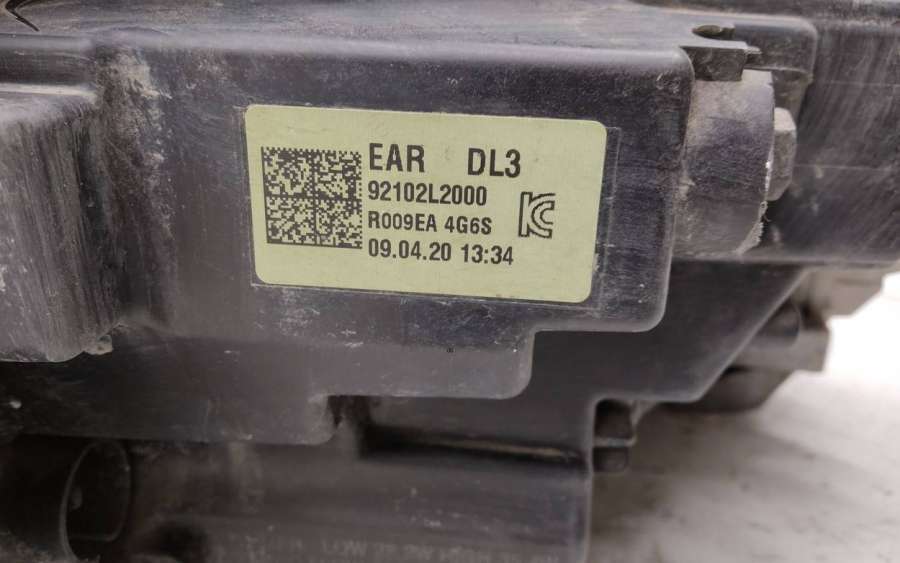 EAR DL3
92102L2000
R009EA 4G6S
09.04.20 13:34